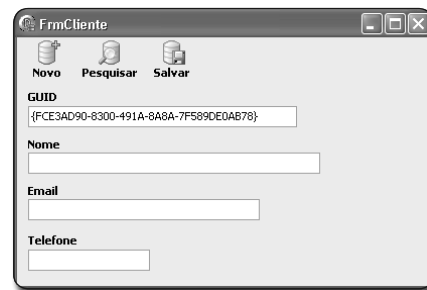 FrmCliente
Novo Pesquisar Salvar
GUID
{FCE3AD90-8300-491A-8A8A-7F589DE0AB78}
Nome
Email
Telefone